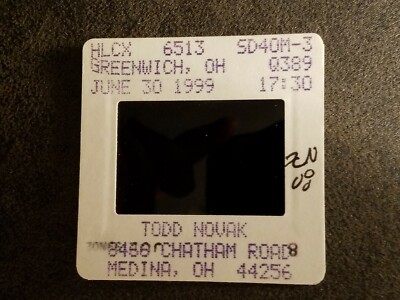 HLCX 6513 SD40M-3
GREENWICH, OH Q389
JUNE 30 1999 17:30
TODD NOVAK
8466 CHATHAM ROAD
MEDINA, OH 44256